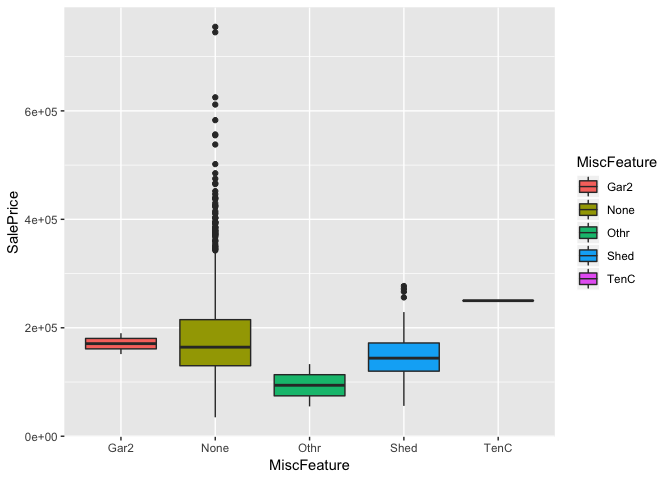 6e+05
4e+05
2e+05
0e+00
SalePrice
Gar2 None Othr Shed TenC
MiscFeature
MiscFeature
Gar2
None
Othr
Shed
TenC